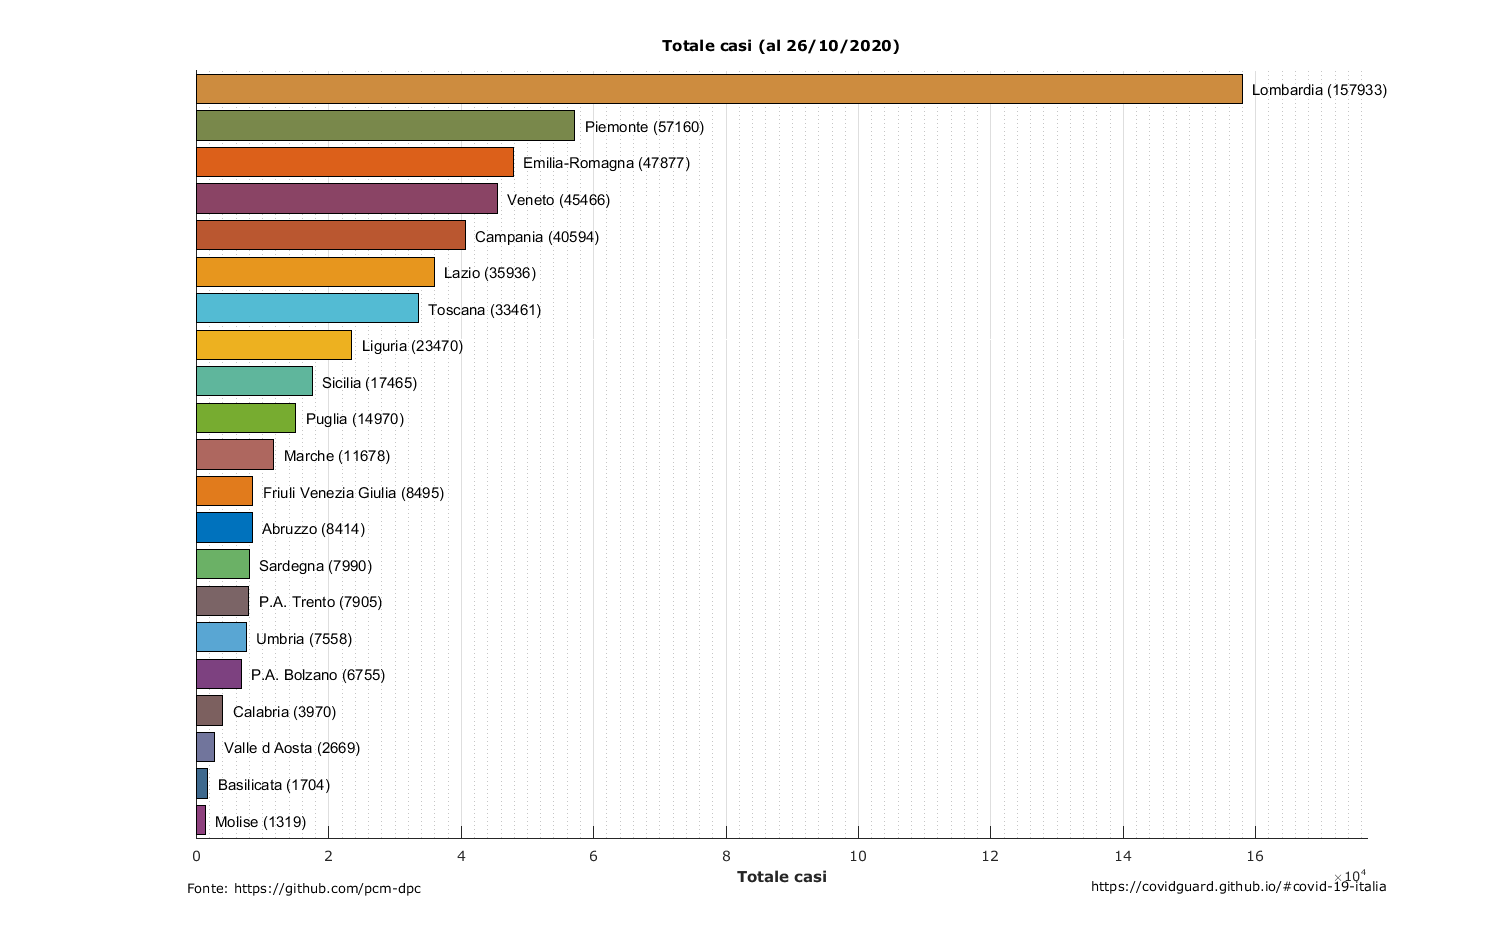 Totale casi (al 26/10/2020)
Lombardia (157933)
Piemonte (57160)
Emilia-Romagna (47877)
Veneto (45466)
Campania (40594)
Lazio (35936)
Toscana (33461)
Liguria (23470)
Sicilia (17465)
Puglia (14970)
Marche (11678)
Friuli Venezia Giulia (8495)
Abruzzo (8414)
Sardegna (7990)
P.A. Trento (7905)
Umbria (7558)
P.A. Bolzano (6755)
Calabria (3970)
Valle d Aosta (2669)
Basilicata (1704)
Molise (1319)
0 2 4 6 8 10 12 14 16
Totale casi
×10⁴
Fonte: https://github.com/pcm-dpc
https://covidguard.github.io/#covid-19-italia